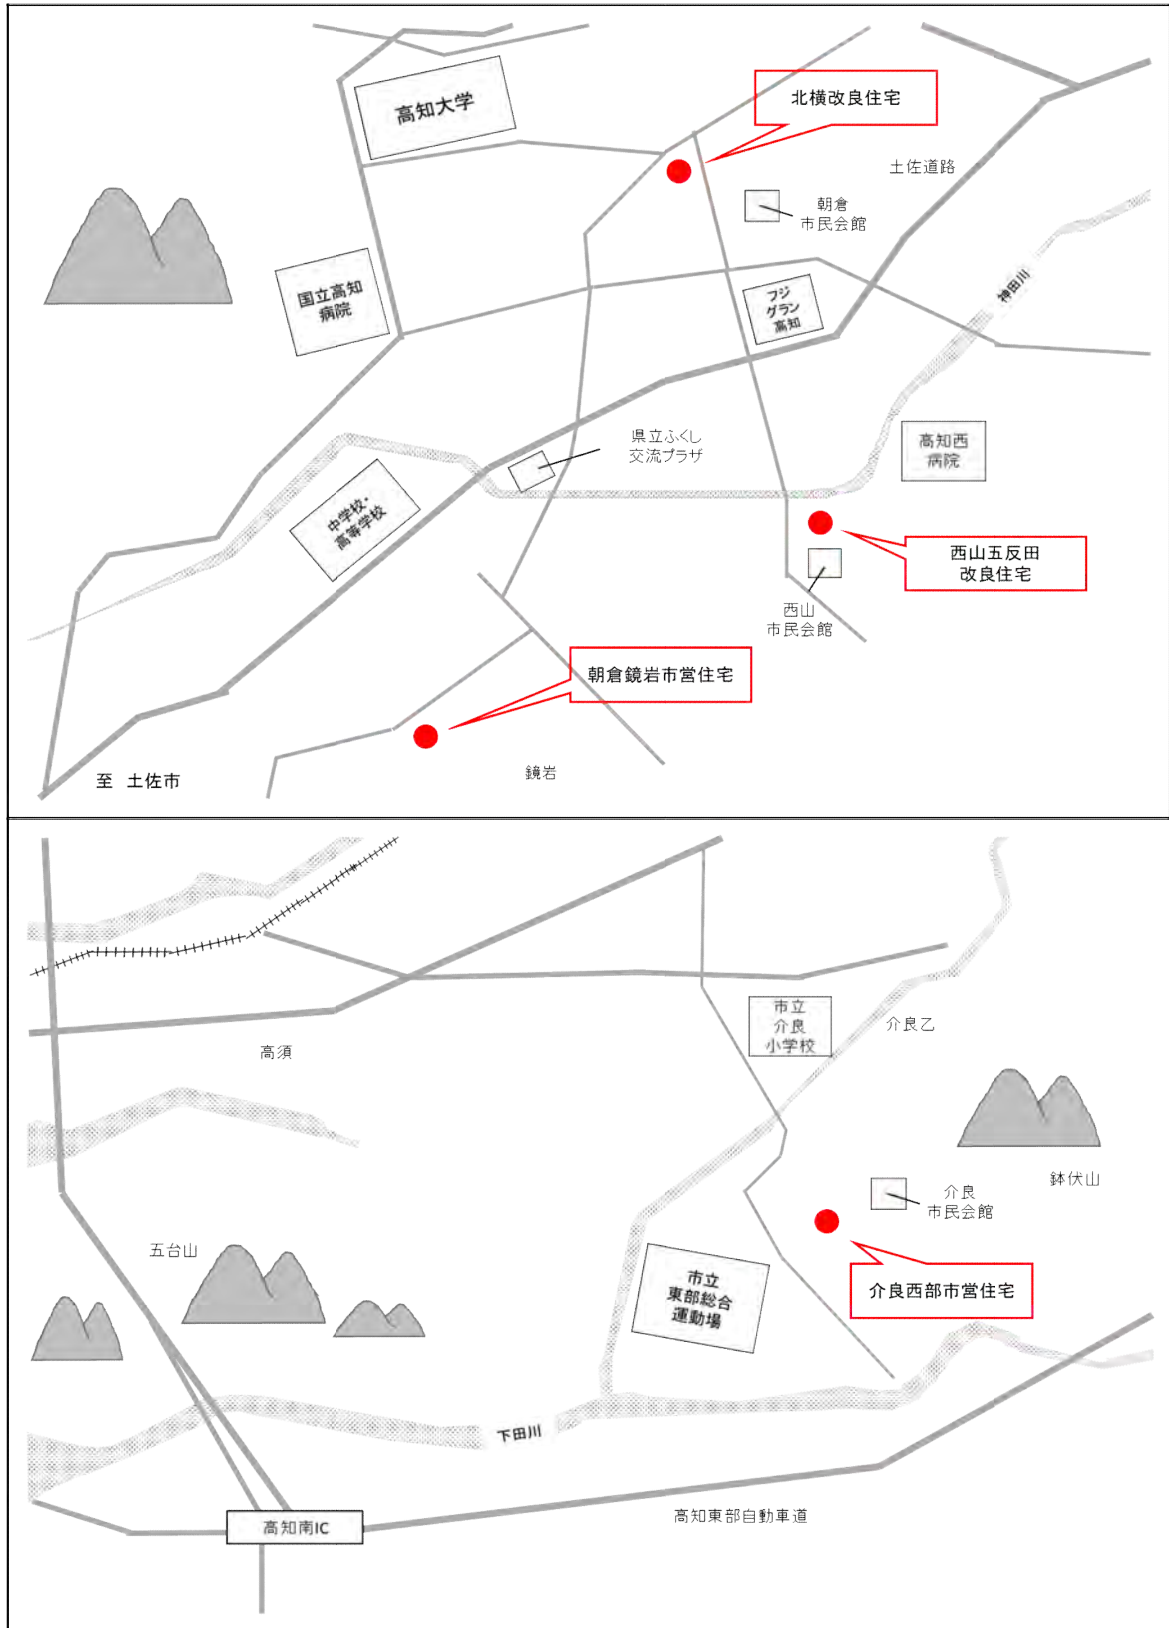 北横改良住宅
高知大学
土佐道路
朝倉
市民会館
神田川
国立高知
病院
フジ
グラン
高知
県立ふくし
交流プラザ
高知西
病院
中学校・
高等学校
西山五反田
改良住宅
西山
市民会館
朝倉鏡岩市営住宅
鏡岩
至 土佐市
市立
介良
小学校
介良乙
高須
鉢伏山
介良
市民会館
五台山
市立
東部総合
運動場
介良西部市営住宅
下田川
高知東部自動車道
高知南IC